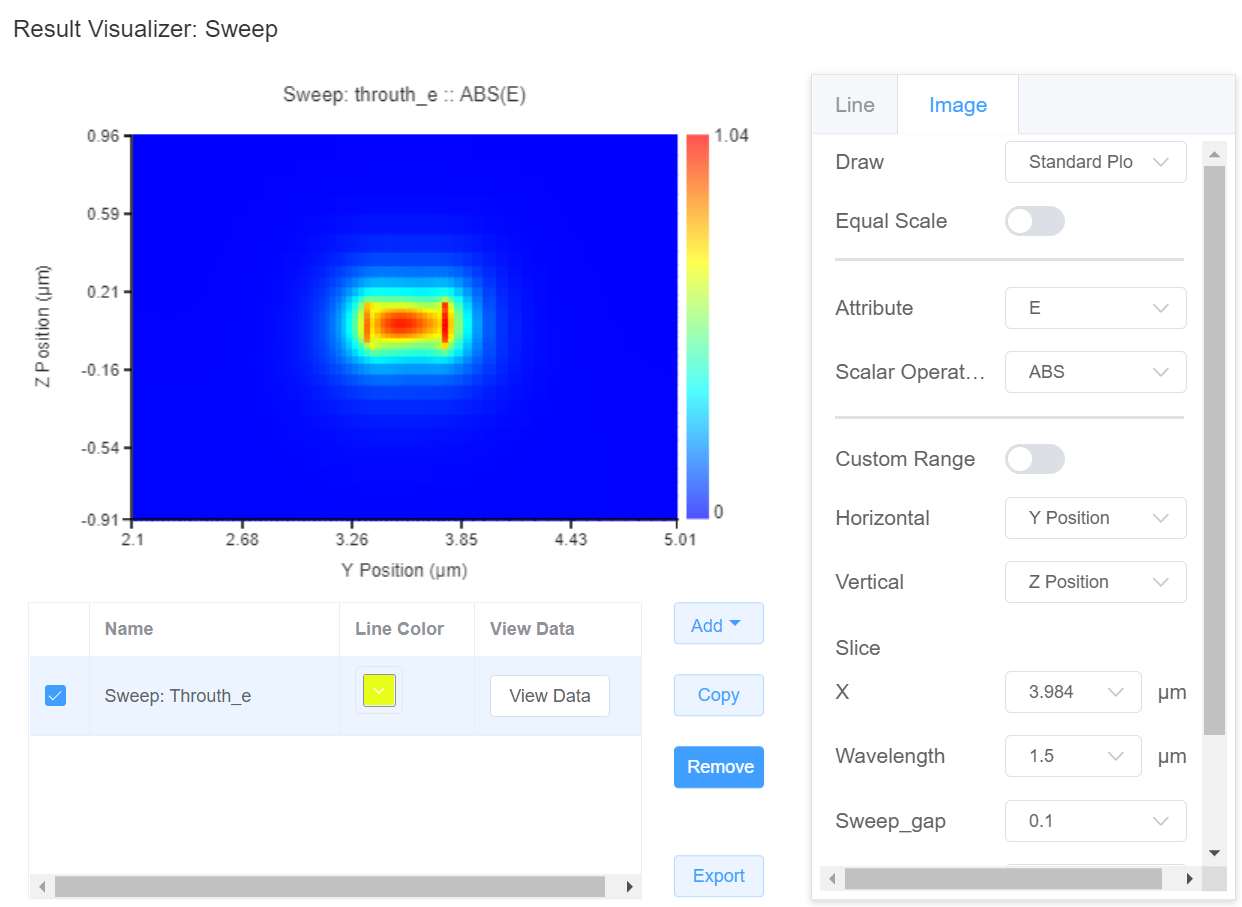 Result Visualizer: Sweep
Sweep: throuth_e :: ABS(E)
0.96
0.59
0.21
-0.16
-0.54
-0.91
Z Position (μm)
2.1 2.68 3.26 3.85 4.43 5.01
Y Position (μm)
1.04
0
Name Line Color View Data
Sweep: Throuth_e View Data
Add
Copy
Remove
Export
Line Image
Draw Standard Plo
Equal Scale
Attribute E
Scalar Operat... ABS
Custom Range
Horizontal Y Position
Vertical Z Position
Slice
X 3.984 μm
Wavelength 1.5 μm
Sweep_gap 0.1